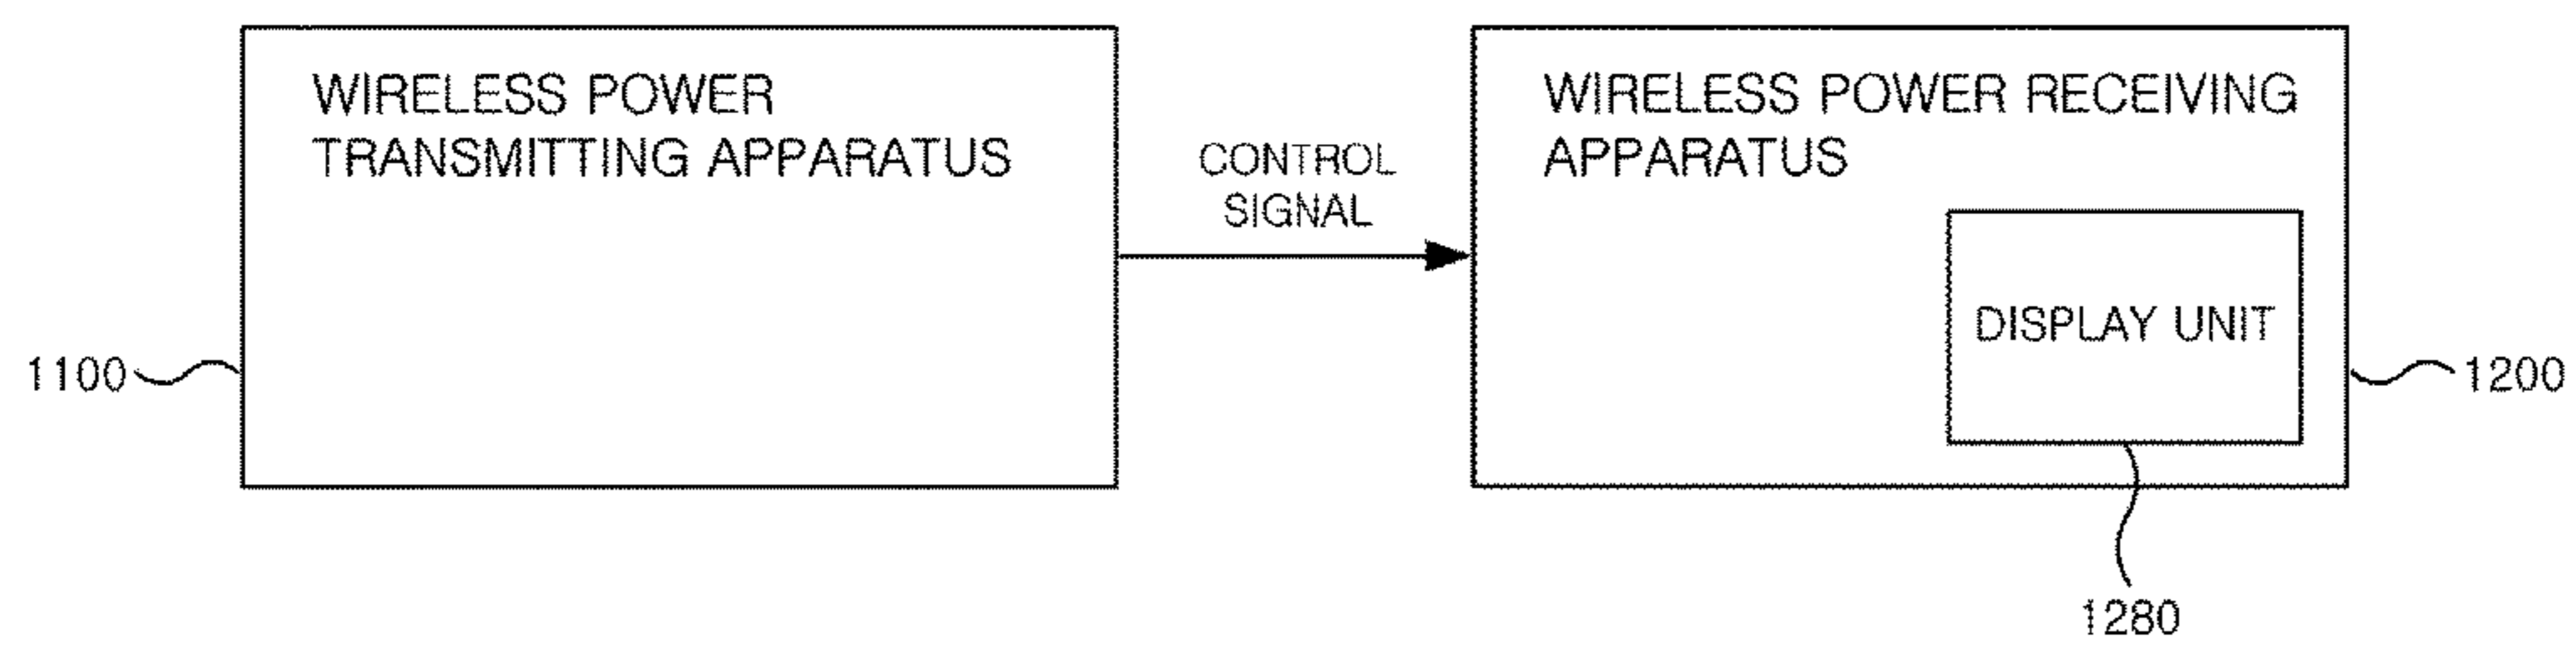 WIRELESS POWER
TRANSMITTING APPARATUS
CONTROL
SIGNAL
WIRELESS POWER RECEIVING
APPARATUS
DISPLAY UNIT
1100
1200
1280